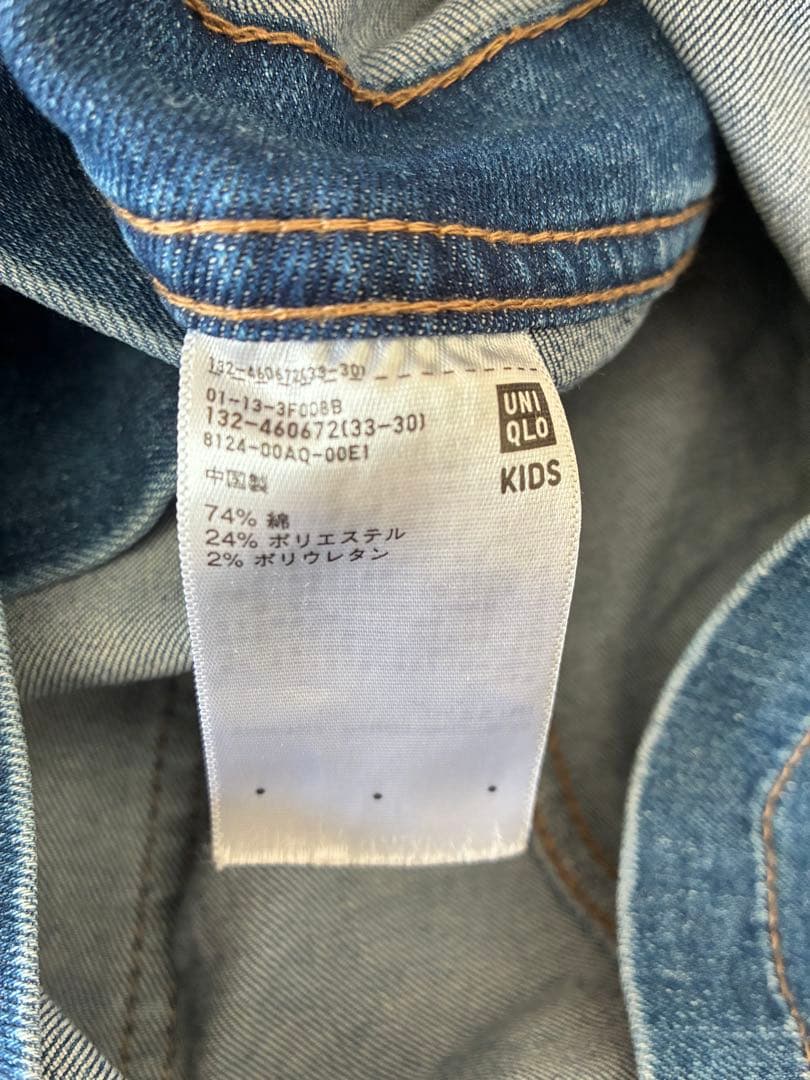 132-460672(33-30)
01-13-3F008B
132-460672(33-30)
8124-00AQ-00E1
中国製
74% 綿
24% ポリエステル
2% ポリウレタン
UNI
QLO
KIDS